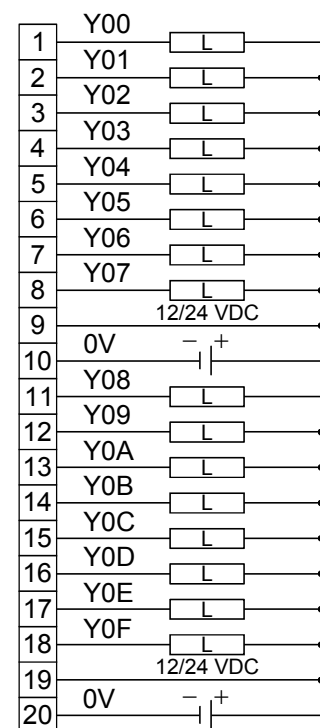 Y00
1 L
Y01
2 L
Y02
3 L
Y03
4 L
Y04
5 L
Y05
6 L
Y06
7 L
Y07
8 L
12/24 VDC
9
0V − +
10
Y08
11 L
Y09
12 L
Y0A
13 L
Y0B
14 L
Y0C
15 L
Y0D
16 L
Y0E
17 L
Y0F
18 L
12/24 VDC
19
0V − +
20